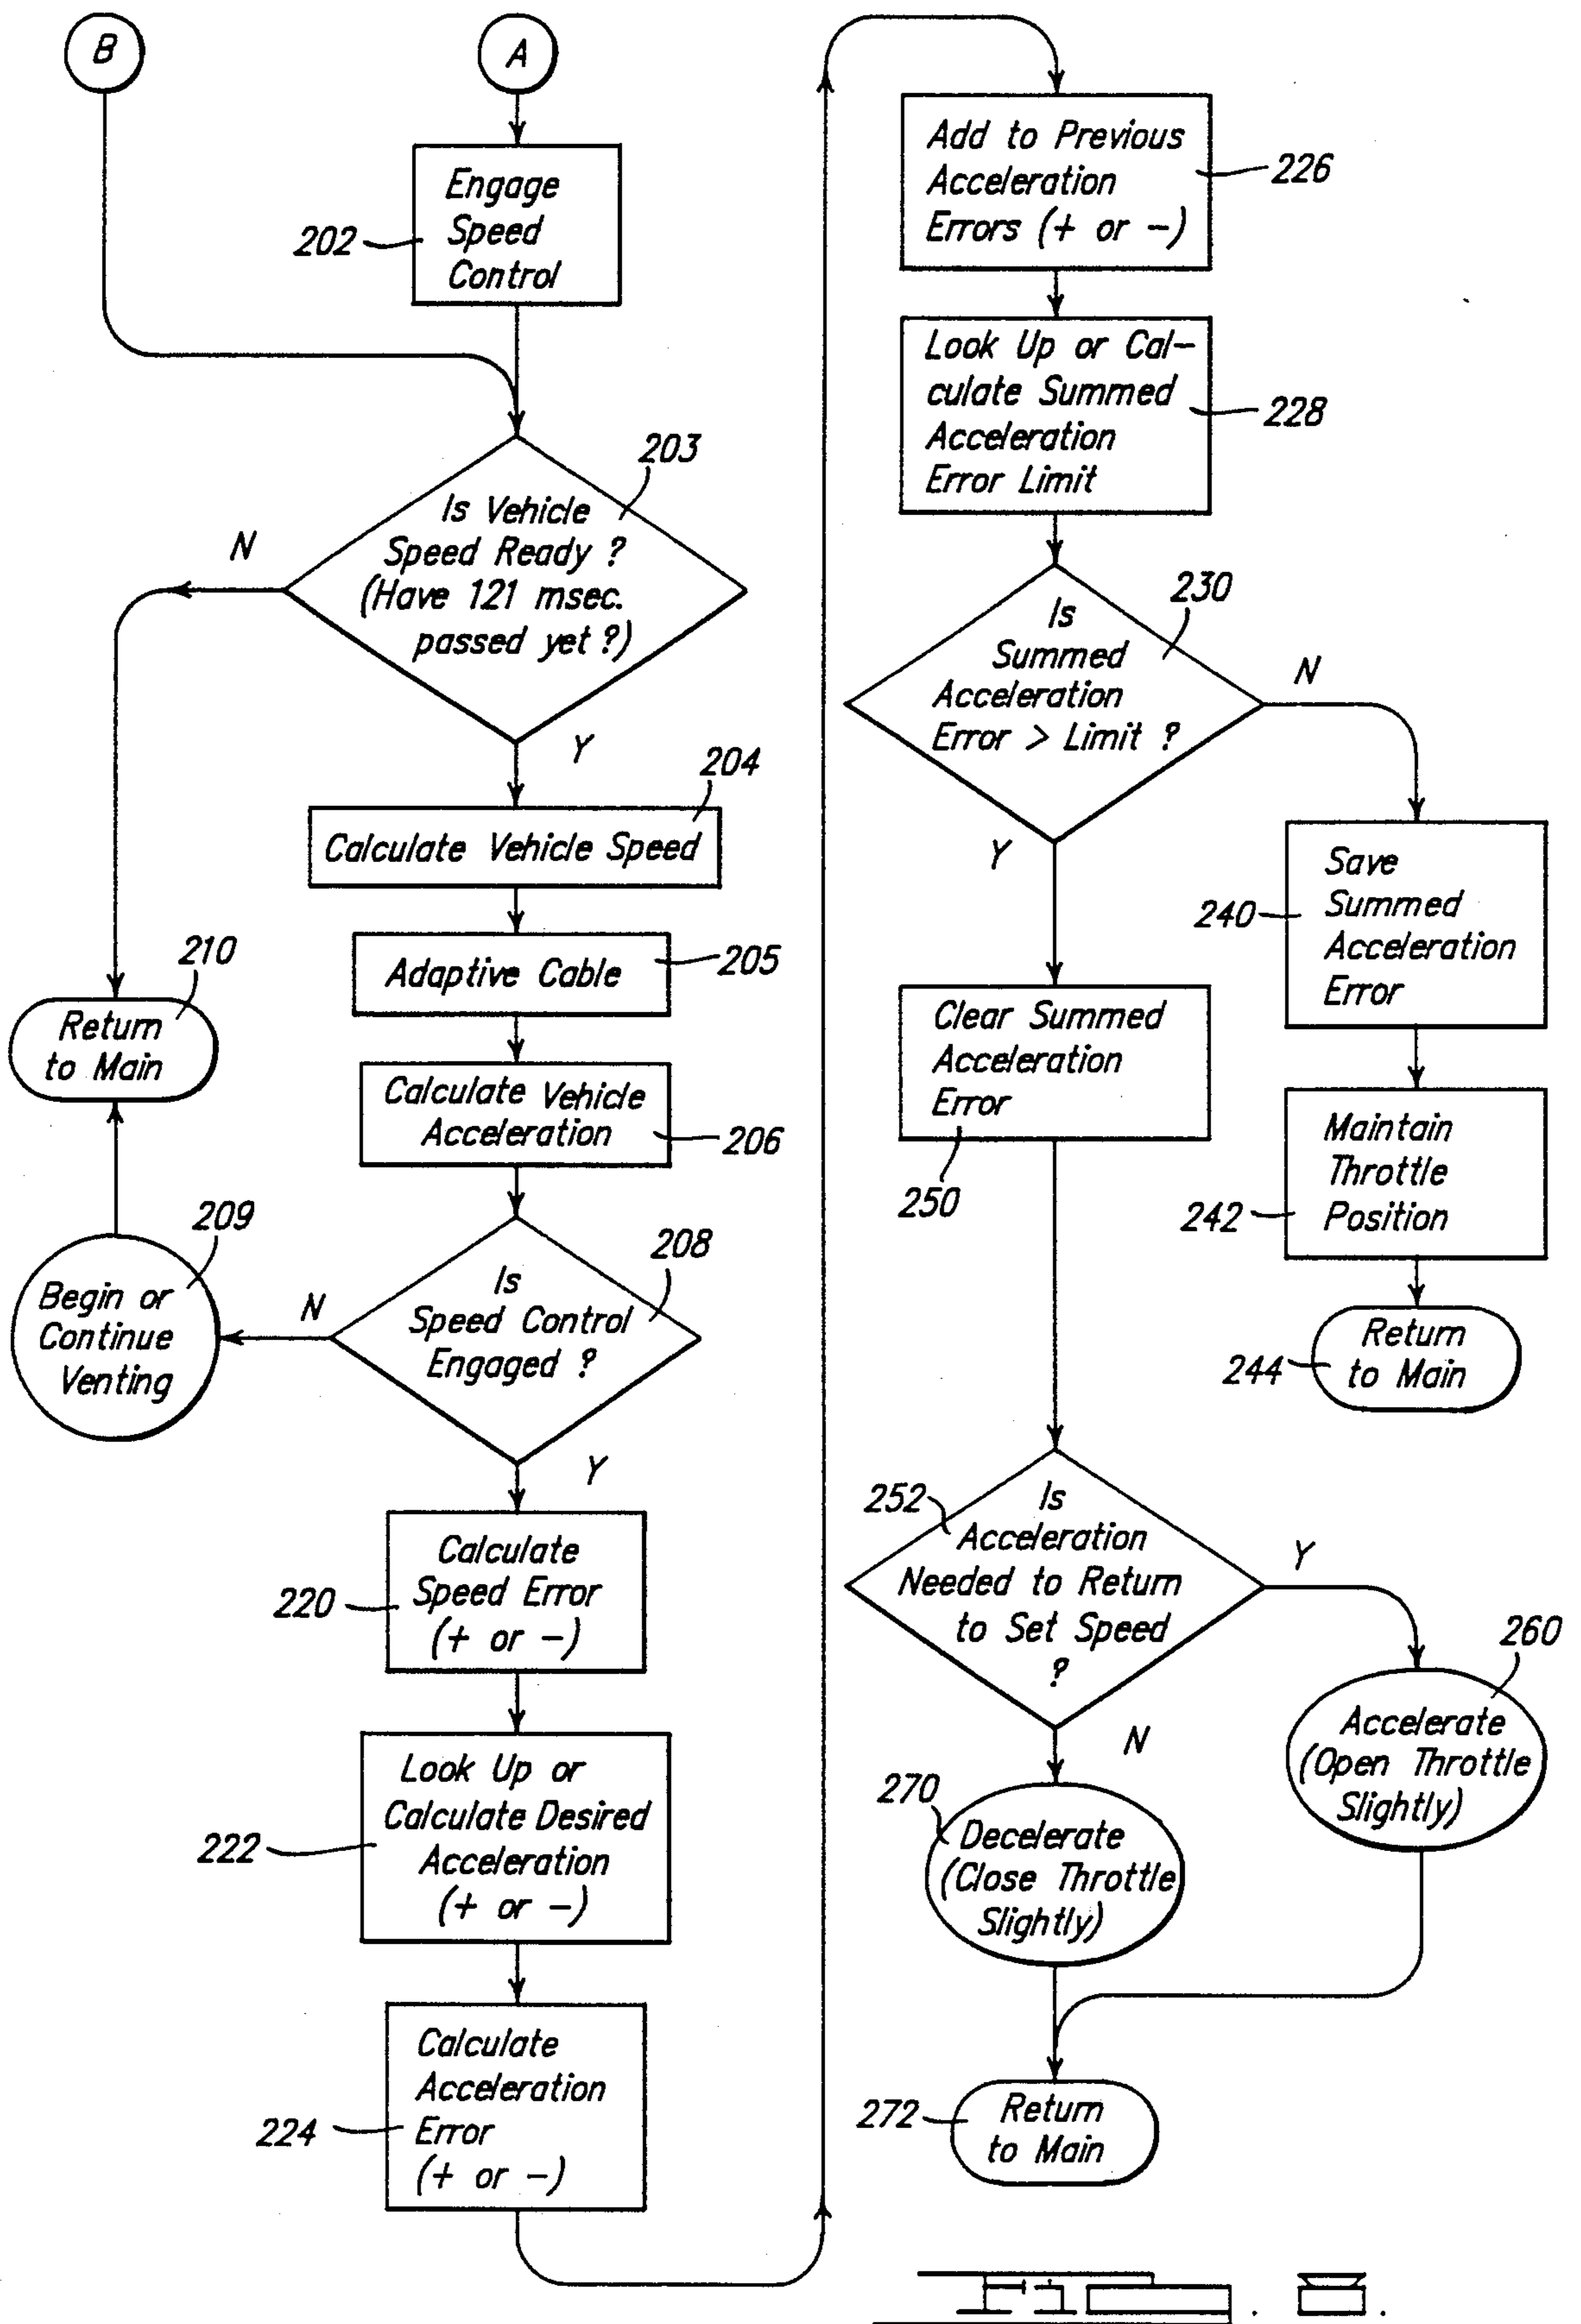 B
A
Engage
Speed
Control
202
203
Is Vehicle
Speed Ready ?
(Have 121 msec.
passed yet ?)
N
Y
204
Calculate Vehicle Speed
Adaptive Cable
205
210
Return
to Main
Calculate Vehicle
Acceleration
206
209
Begin or
Continue
Venting
N
208
Is
Speed Control
Engaged ?
Y
Calculate
Speed Error
(+ or -)
220
Look Up or
Calculate Desired
Acceleration
(+ or -)
222
Calculate
Acceleration
Error
(+ or -)
224
Add to Previous
Acceleration
Errors (+ or -)
226
Look Up or Cal-
culate Summed
Acceleration
Error Limit
228
230
Is
Summed
Acceleration
Error > Limit ?
N
Y
Save
Summed
Acceleration
Error
240
Clear Summed
Acceleration
Error
250
Maintain
Throttle
Position
242
Return
to Main
244
252
Is
Acceleration
Needed to Return
to Set Speed
?
Y
N
260
Accelerate
(Open Throttle
Slightly)
270
Decelerate
(Close Throttle
Slightly)
272
Return
to Main